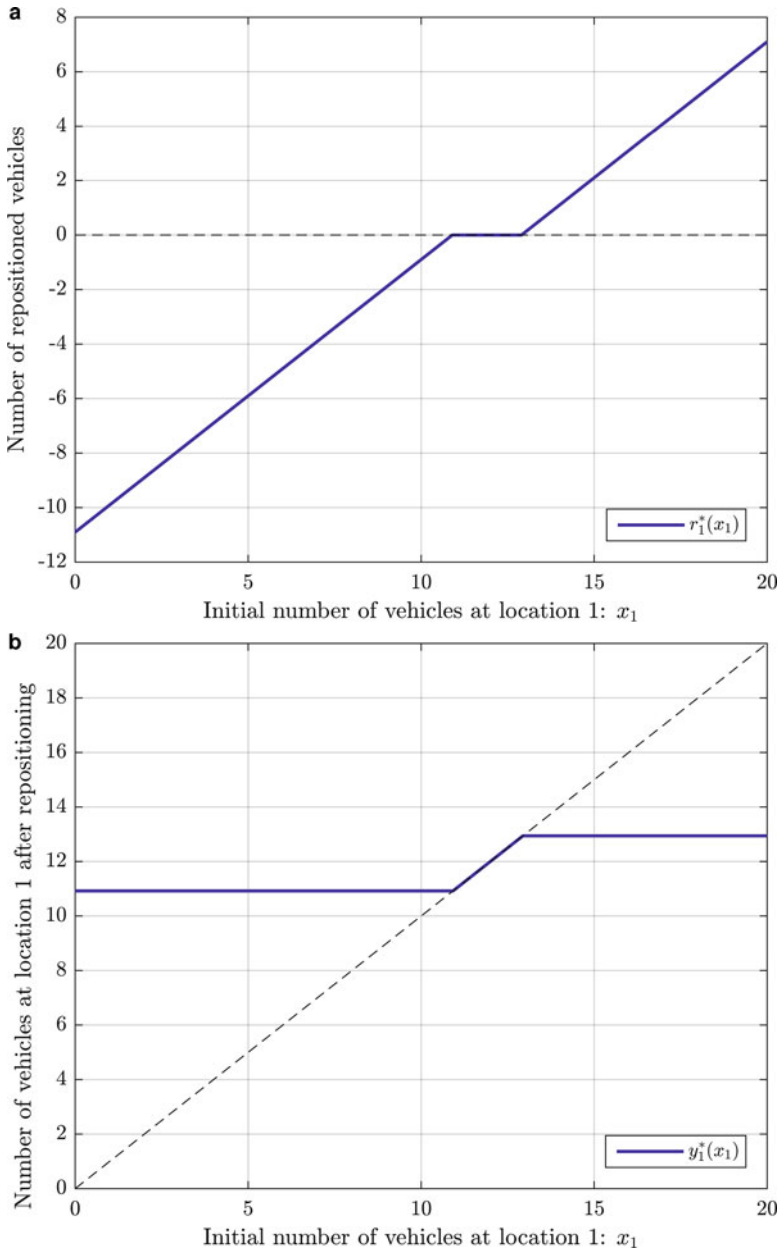 a
Number of repositioned vehicles
8
6
4
2
0
-2
-4
-6
-8
-10
-12
r₁*(x₁)
0 5 10 15 20
Initial number of vehicles at location 1: x₁
b
Number of vehicles at location 1 after repositioning
20
18
16
14
12
10
8
6
4
2
0
y₁*(x₁)
0 5 10 15 20
Initial number of vehicles at location 1: x₁